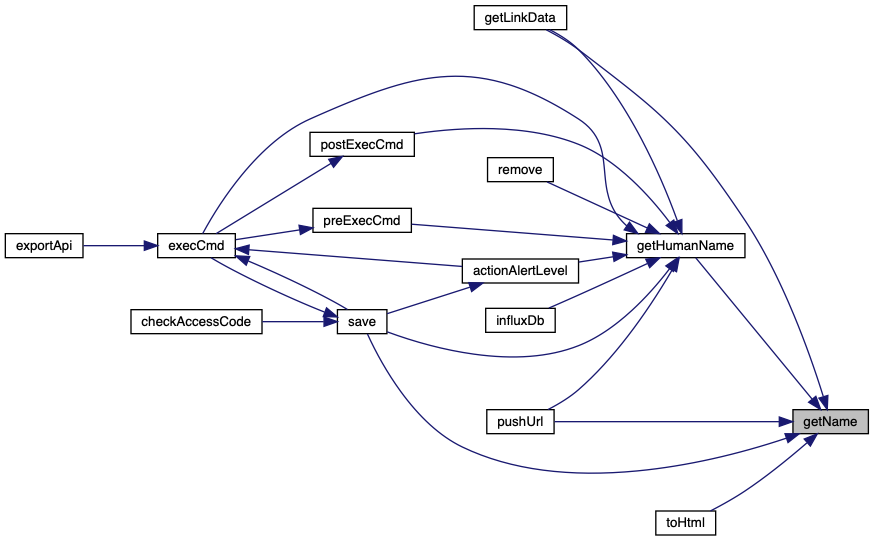 getLinkData
postExecCmd
remove
preExecCmd
exportApi
execCmd
getHumanName
actionAlertLevel
checkAccessCode
save
influxDb
pushUrl
getName
toHtml